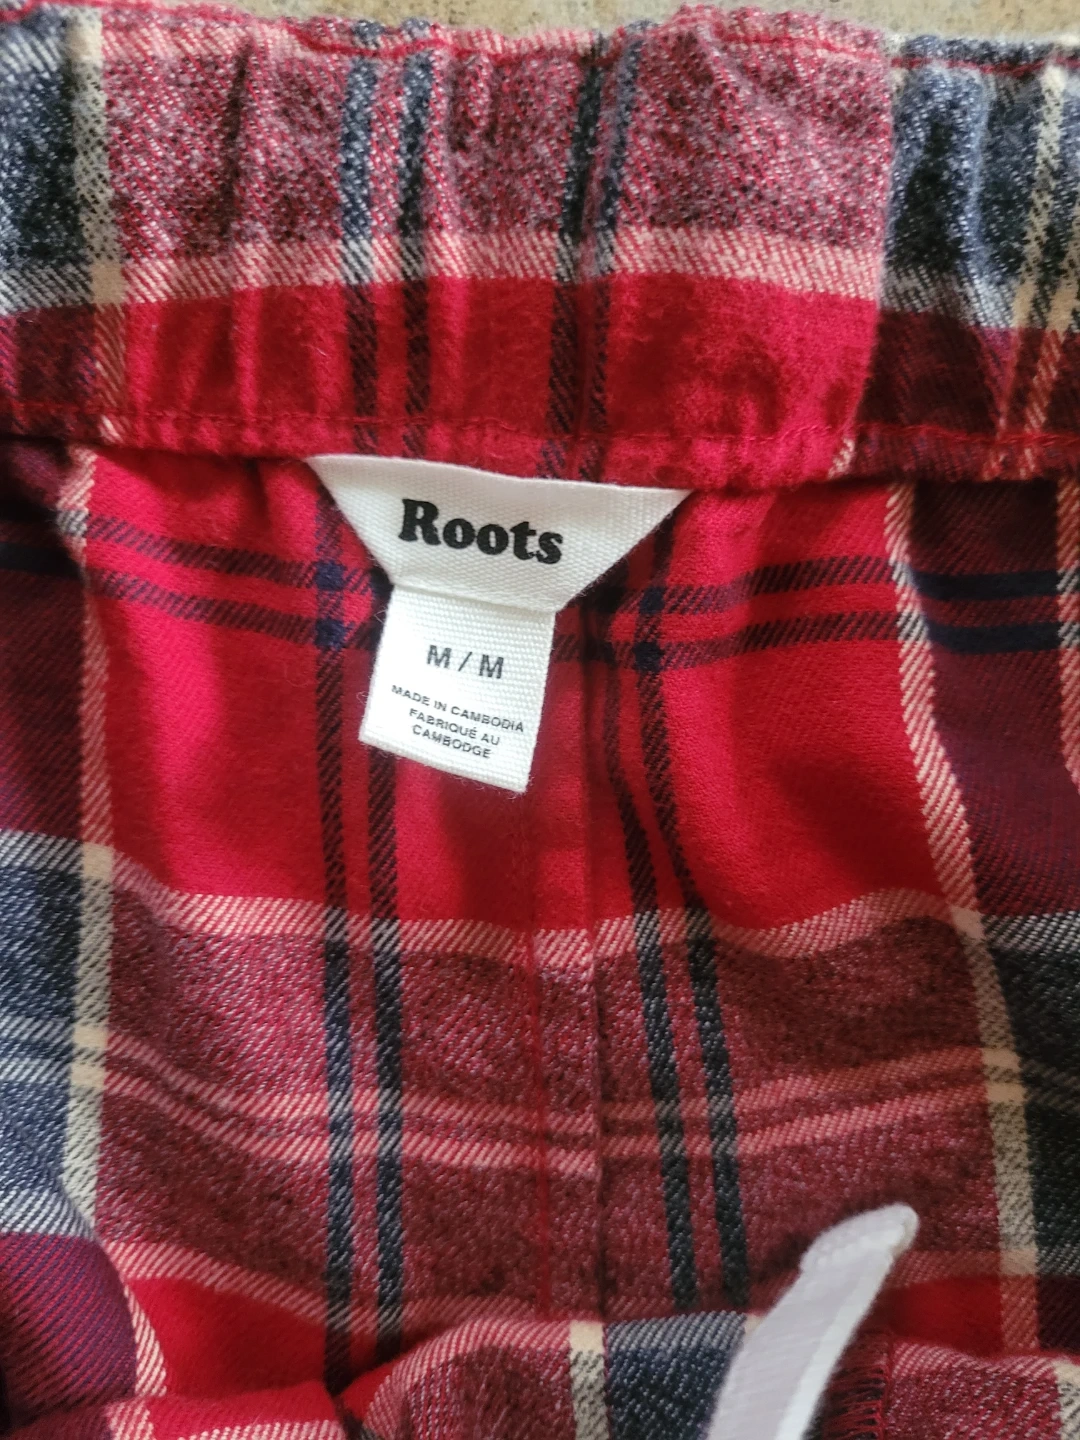 Roots
M / M
MADE IN CAMBODIA
FABRIQUÉ AU
CAMBODGE